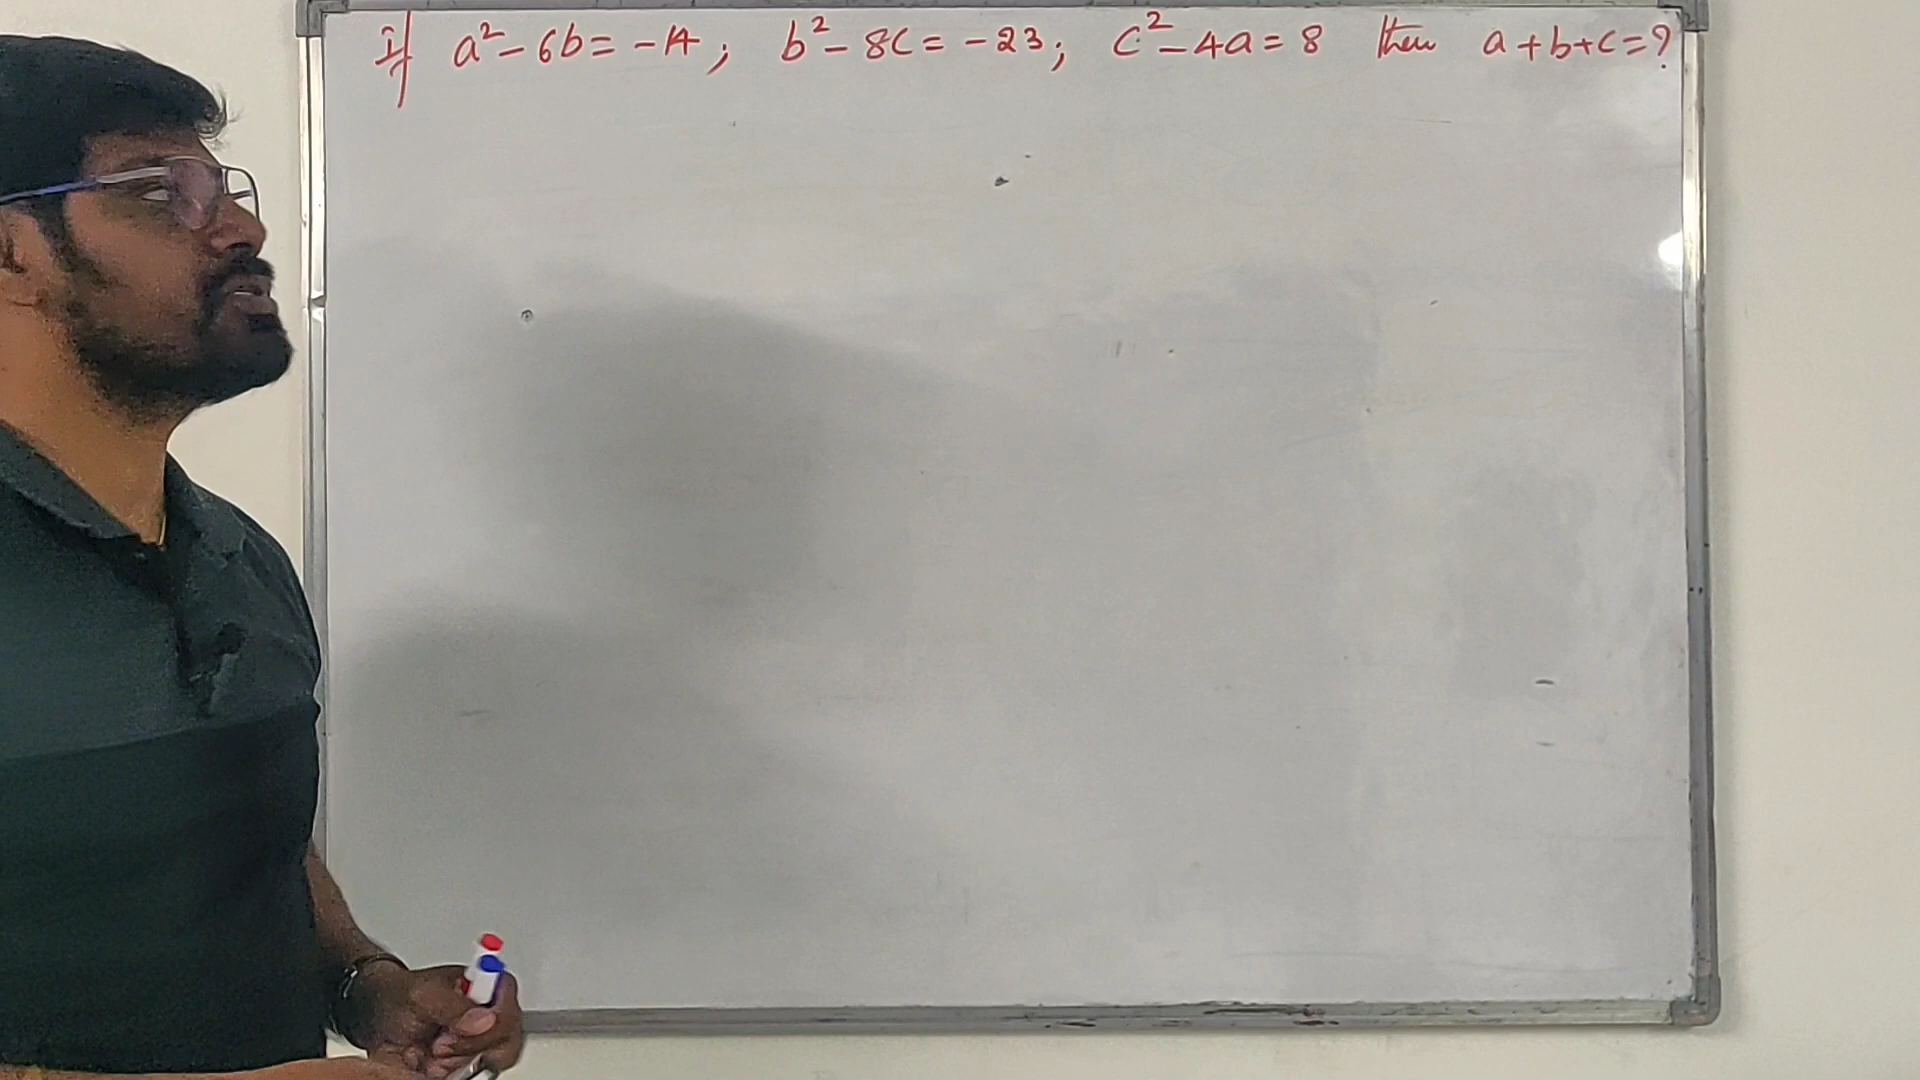 If a² - 6b = -14; b² - 8c = -23; c² - 4a = 8 then a + b + c = ?